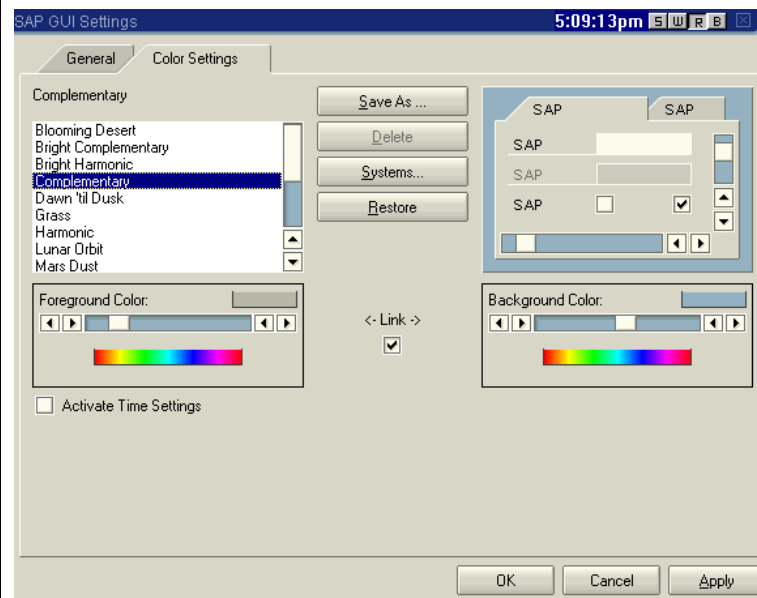 SAP GUI Settings 5:09:13pm S W R B
General Color Settings
Complementary
Save As ...
Delete
Systems...
Restore
Blooming Desert
Bright Complementary
Bright Harmonic
Complementary
Dawn 'til Dusk
Grass
Harmonic
Lunar Orbit
Mars Dust
SAP SAP
SAP
SAP
SAP
Foreground Color:
<- Link ->
Background Color:
Activate Time Settings
OK Cancel Apply